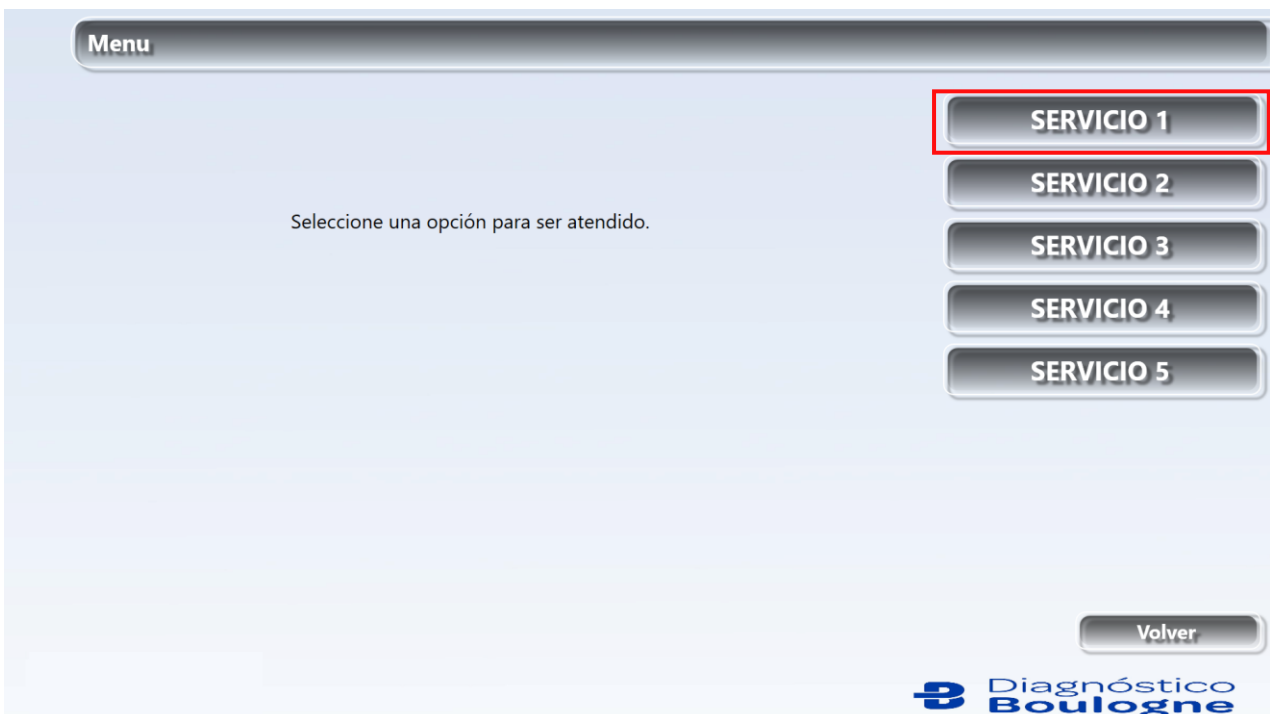 Menu
SERVICIO 1
SERVICIO 2
Seleccione una opción para ser atendido.
SERVICIO 3
SERVICIO 4
SERVICIO 5
Volver
Diagnóstico
Boulogne